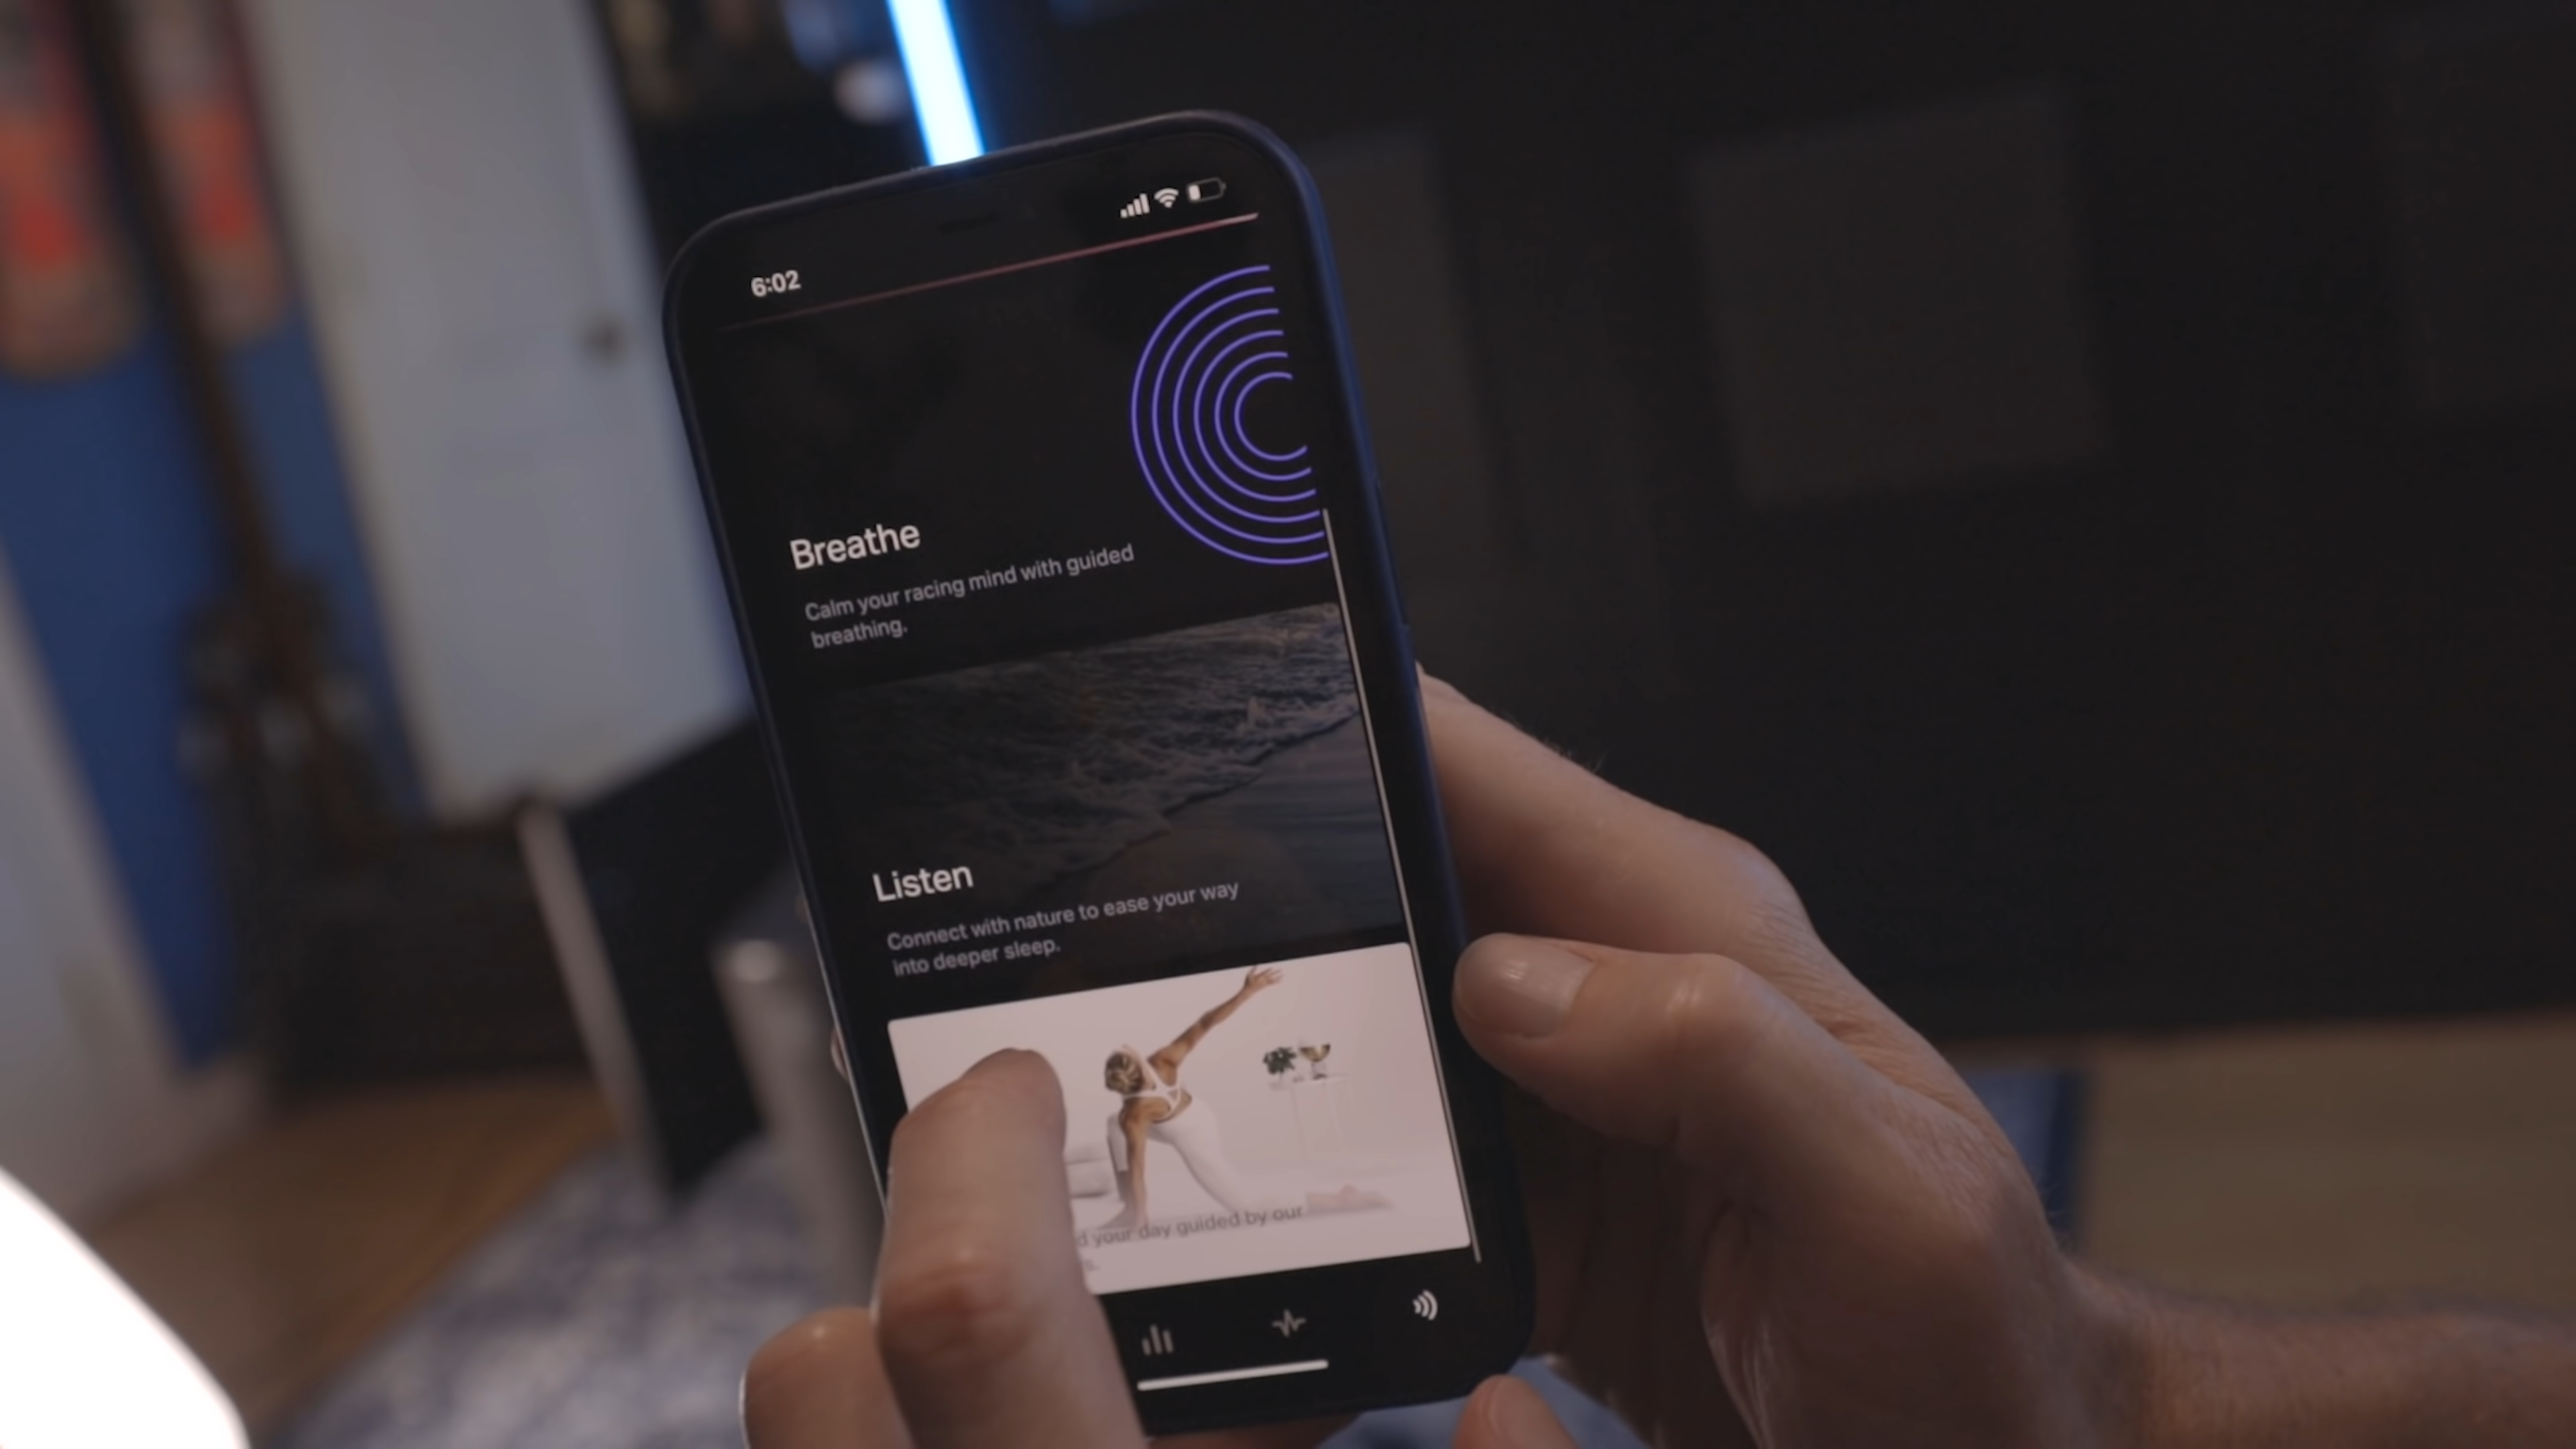 6:02
Breathe
Calm your racing mind with guided
breathing.
Listen
Connect with nature to ease your way
into deeper sleep.
your day guided by our